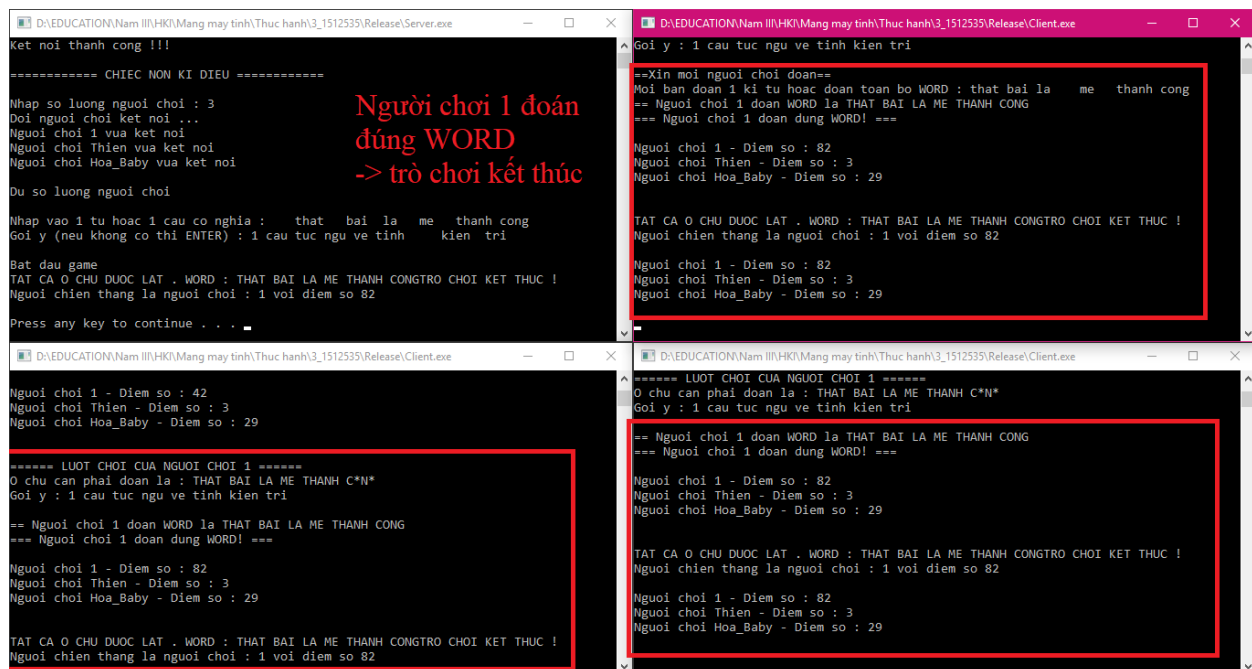 D:\EDUCATION\Nam III\HKI\Mang may tinh\Thuc hanh\3_1512535\Release\Server.exe
Ket noi thanh cong !!!
============ CHIEC NON KI DIEU ============
Nhap so luong nguoi choi : 3
Doi nguoi choi ket noi ...
Nguoi choi 1 vua ket noi
Nguoi choi Thien vua ket noi
Nguoi choi Hoa_Baby vua ket noi
Du so luong nguoi choi
Nhap vao 1 tu hoac 1 cau co nghia :    that   bai  la   me   thanh cong
Goi y (neu khong co thi ENTER) : 1 cau tuc ngu ve tinh     kien  tri
Bat dau game
TAT CA O CHU DUOC LAT . WORD : THAT BAI LA ME THANH CONGTRO CHOI KET THUC !
Nguoi chien thang la nguoi choi : 1 voi diem so 82
Press any key to continue . . .
Người chơi 1 đoán
đúng WORD
-> trò chơi kết thúc
D:\EDUCATION\Nam III\HKI\Mang may tinh\Thuc hanh\3_1512535\Release\Client.exe
Goi y : 1 cau tuc ngu ve tinh kien tri
==Xin moi nguoi choi doan==
Moi ban doan 1 ki tu hoac doan toan bo WORD : that bai la    me   thanh cong
== Nguoi choi 1 doan WORD la THAT BAI LA ME THANH CONG
=== Nguoi choi 1 doan dung WORD! ===
Nguoi choi 1 - Diem so : 82
Nguoi choi Thien - Diem so : 3
Nguoi choi Hoa_Baby - Diem so : 29
TAT CA O CHU DUOC LAT . WORD : THAT BAI LA ME THANH CONGTRO CHOI KET THUC !
Nguoi chien thang la nguoi choi : 1 voi diem so 82
Nguoi choi 1 - Diem so : 82
Nguoi choi Thien - Diem so : 3
Nguoi choi Hoa_Baby - Diem so : 29
D:\EDUCATION\Nam III\HKI\Mang may tinh\Thuc hanh\3_1512535\Release\Client.exe
Nguoi choi 1 - Diem so : 42
Nguoi choi Thien - Diem so : 3
Nguoi choi Hoa_Baby - Diem so : 29
====== LUOT CHOI CUA NGUOI CHOI 1 ======
O chu can phai doan la : THAT BAI LA ME THANH C*N*
Goi y : 1 cau tuc ngu ve tinh kien tri
== Nguoi choi 1 doan WORD la THAT BAI LA ME THANH CONG
=== Nguoi choi 1 doan dung WORD! ===
Nguoi choi 1 - Diem so : 82
Nguoi choi Thien - Diem so : 3
Nguoi choi Hoa_Baby - Diem so : 29
TAT CA O CHU DUOC LAT . WORD : THAT BAI LA ME THANH CONGTRO CHOI KET THUC !
Nguoi chien thang la nguoi choi : 1 voi diem so 82
D:\EDUCATION\Nam III\HKI\Mang may tinh\Thuc hanh\3_1512535\Release\Client.exe
====== LUOT CHOI CUA NGUOI CHOI 1 ======
O chu can phai doan la : THAT BAI LA ME THANH C*N*
Goi y : 1 cau tuc ngu ve tinh kien tri
== Nguoi choi 1 doan WORD la THAT BAI LA ME THANH CONG
=== Nguoi choi 1 doan dung WORD! ===
Nguoi choi 1 - Diem so : 82
Nguoi choi Thien - Diem so : 3
Nguoi choi Hoa_Baby - Diem so : 29
TAT CA O CHU DUOC LAT . WORD : THAT BAI LA ME THANH CONGTRO CHOI KET THUC !
Nguoi chien thang la nguoi choi : 1 voi diem so 82
Nguoi choi 1 - Diem so : 82
Nguoi choi Thien - Diem so : 3
Nguoi choi Hoa_Baby - Diem so : 29